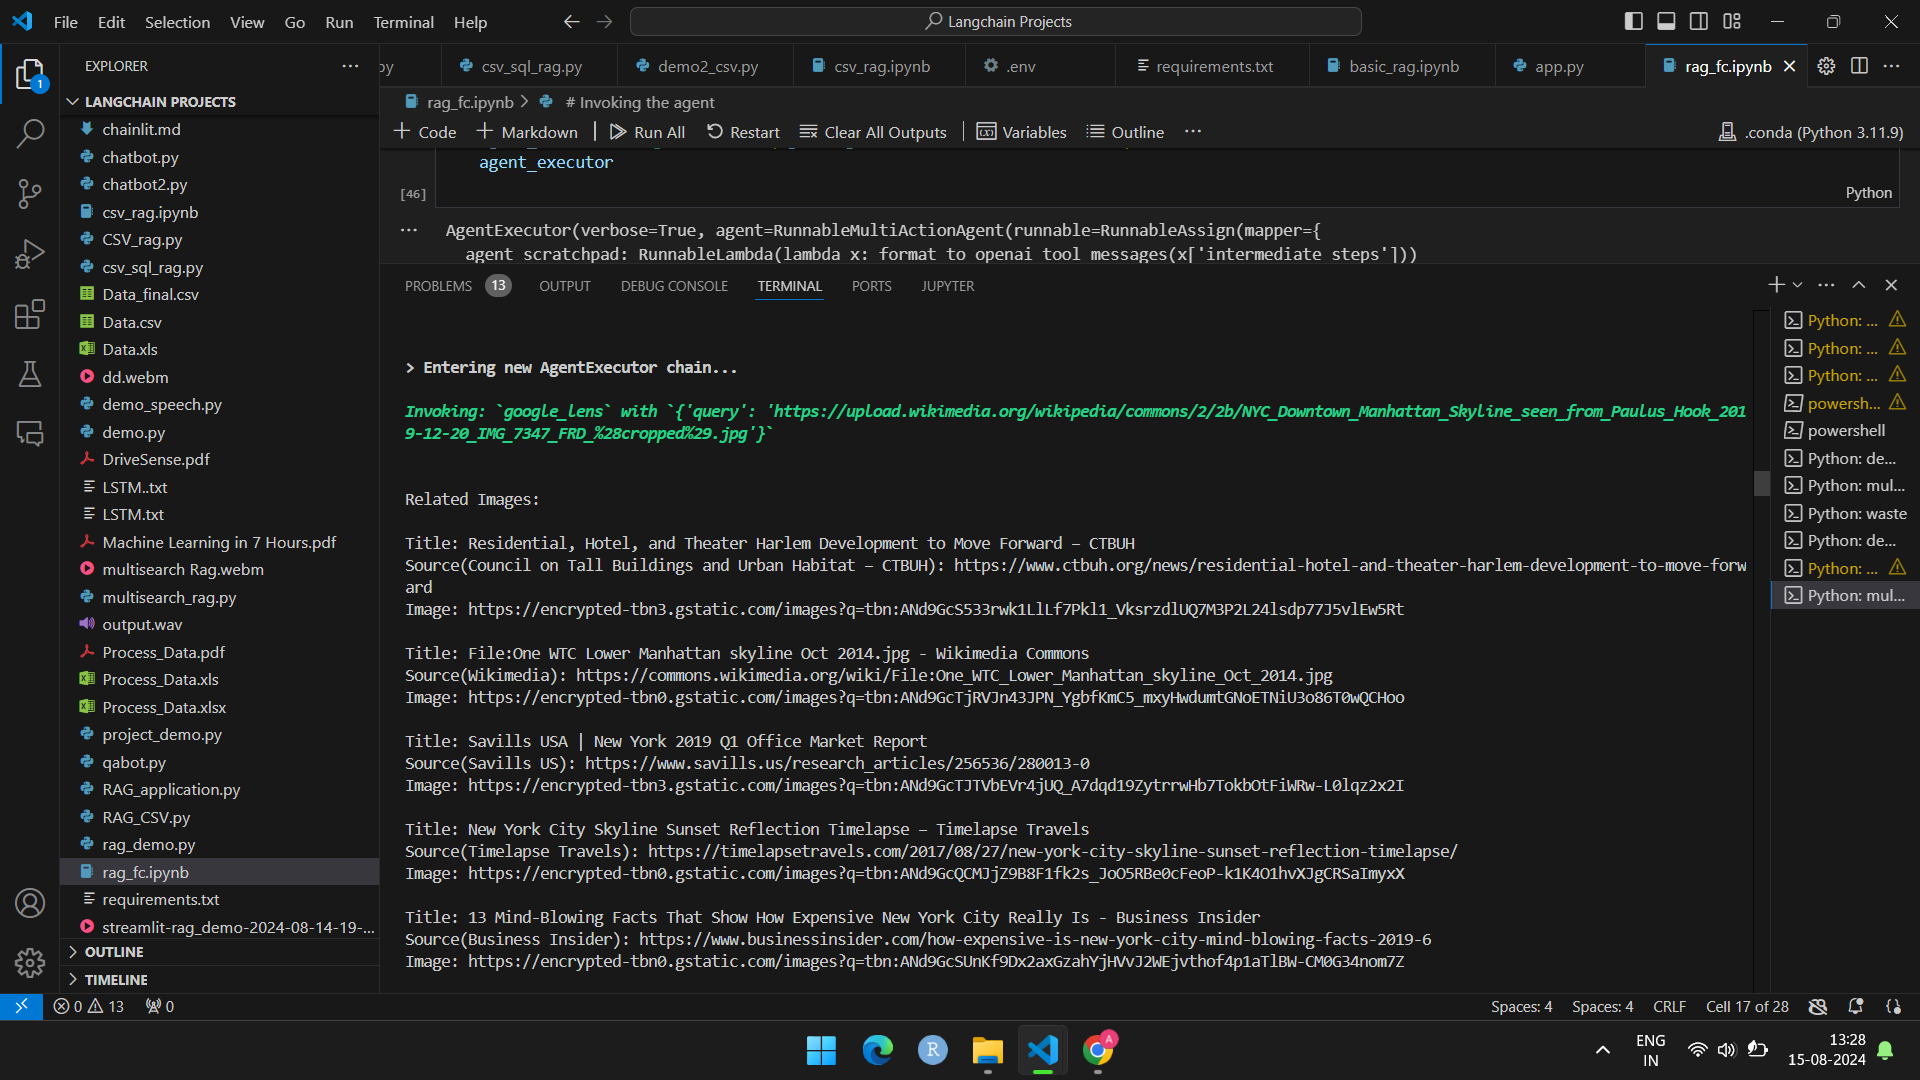 File Edit Selection View Go Run Terminal Help
Langchain Projects
EXPLORER
py
csv_sql_rag.py
demo2_csv.py
csv_rag.ipynb
.env
requirements.txt
basic_rag.ipynb
app.py
rag_fc.ipynb
rag_fc.ipynb > # Invoking the agent
+ Code + Markdown | Run All Restart Clear All Outputs | Variables Outline ...
.conda (Python 3.11.9)
LANGCHAIN PROJECTS
chainlit.md
chatbot.py
chatbot2.py
csv_rag.ipynb
CSV_rag.py
csv_sql_rag.py
Data_final.csv
Data.csv
Data.xls
dd.webm
demo_speech.py
demo.py
DriveSense.pdf
LSTM..txt
LSTM.txt
Machine Learning in 7 Hours.pdf
multisearch Rag.webm
multisearch_rag.py
output.wav
Process_Data.pdf
Process_Data.xls
Process_Data.xlsx
project_demo.py
qabot.py
RAG_application.py
RAG_CSV.py
rag_demo.py
rag_fc.ipynb
requirements.txt
streamlit-rag_demo-2024-08-14-19-...
OUTLINE
TIMELINE
agent_executor
[46]
Python
... AgentExecutor(verbose=True, agent=RunnableMultiActionAgent(runnable=RunnableAssign(mapper={
agent_scratchpad: RunnableLambda(lambda x: format_to_openai_tool_messages(x['intermediate_steps']))
PROBLEMS 13 OUTPUT DEBUG CONSOLE TERMINAL PORTS JUPYTER
> Entering new AgentExecutor chain...
Invoking: `google_lens` with `{'query': 'https://upload.wikimedia.org/wikipedia/commons/2/2b/NYC_Downtown_Manhattan_Skyline_seen_from_Paulus_Hook_201
9-12-20_IMG_7347_FRD_%28cropped%29.jpg'}`
Related Images:
Title: Residential, Hotel, and Theater Harlem Development to Move Forward – CTBUH
Source(Council on Tall Buildings and Urban Habitat – CTBUH): https://www.ctbuh.org/news/residential-hotel-and-theater-harlem-development-to-move-forw
ard
Image: https://encrypted-tbn3.gstatic.com/images?q=tbn:ANd9GcS533rwk1LlLf7Pkl1_VksrzdlUQ7M3P2L24lsdp77J5vlEw5Rt
Title: File:One WTC Lower Manhattan skyline Oct 2014.jpg - Wikimedia Commons
Source(Wikimedia): https://commons.wikimedia.org/wiki/File:One_WTC_Lower_Manhattan_skyline_Oct_2014.jpg
Image: https://encrypted-tbn0.gstatic.com/images?q=tbn:ANd9GcTjRVJn43JPN_YgbfKmC5_mxyHwdumtGNoETNiU3o86T0wQCHoo
Title: Savills USA | New York 2019 Q1 Office Market Report
Source(Savills US): https://www.savills.us/research_articles/256536/280013-0
Image: https://encrypted-tbn3.gstatic.com/images?q=tbn:ANd9GcTJTVbEVr4jUQ_A7dqd19ZytrrwHb7TokbOtFiWRw-L0lqz2x2I
Title: New York City Skyline Sunset Reflection Timelapse – Timelapse Travels
Source(Timelapse Travels): https://timelapsetravels.com/2017/08/27/new-york-city-skyline-sunset-reflection-timelapse/
Image: https://encrypted-tbn0.gstatic.com/images?q=tbn:ANd9GcQCMJjZ9B8F1fk2s_JoO5RBe0cFeoP-k1K4O1hvXJgCRSaImyxX
Title: 13 Mind-Blowing Facts That Show How Expensive New York City Really Is - Business Insider
Source(Business Insider): https://www.businessinsider.com/how-expensive-is-new-york-city-mind-blowing-facts-2019-6
Image: https://encrypted-tbn0.gstatic.com/images?q=tbn:ANd9GcSUnKf9Dx2axGzahYjHVvJ2WEjvthof4p1aTlBW-CM0G34nom7Z
Python: ...
Python: ...
Python: ...
powersh...
powershell
Python: de...
Python: mul...
Python: waste
Python: de...
Python: ...
Python: mul...
0 13 0
Spaces: 4 Spaces: 4 CRLF Cell 17 of 28
ENG
IN
13:28
15-08-2024